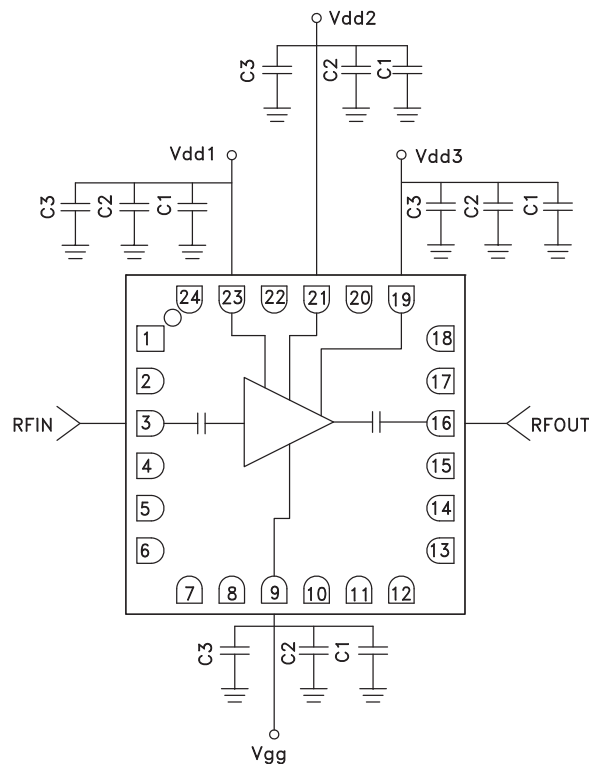 Vdd2
C3 C2 C1
Vdd1 Vdd3
C3 C2 C1 C3 C2 C1
24 23 22 21 20 19
1 18
2 17
RFIN 3 16 RFOUT
4 15
5 14
6 13
7 8 9 10 11 12
C3 C2 C1
Vgg